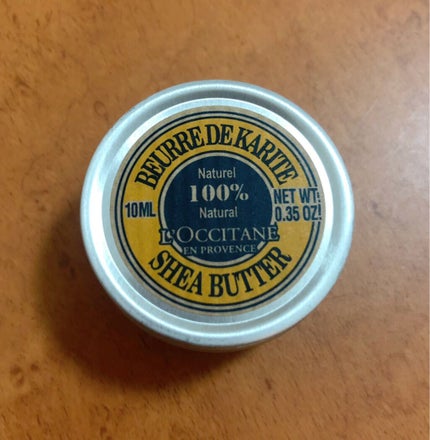 BEURRE DE KARITE
Naturel
100%
Natural
10ML
NET WT.
0.35 OZ.
L'OCCITANE
EN PROVENCE
SHEA BUTTER